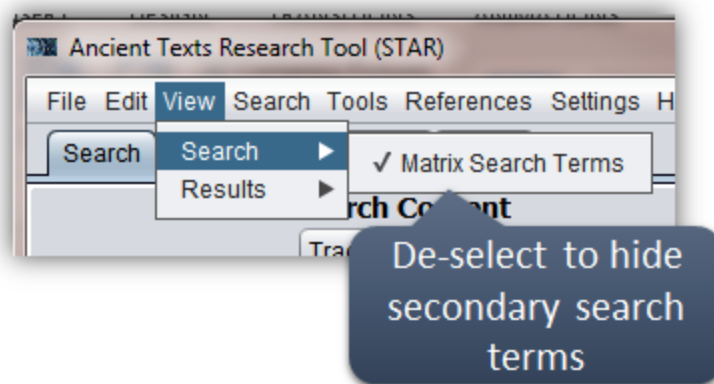 Ancient Texts Research Tool (STAR)
File Edit View Search Tools References Settings H
Search
Search
✓ Matrix Search Terms
Results
De-select to hide
secondary search
terms